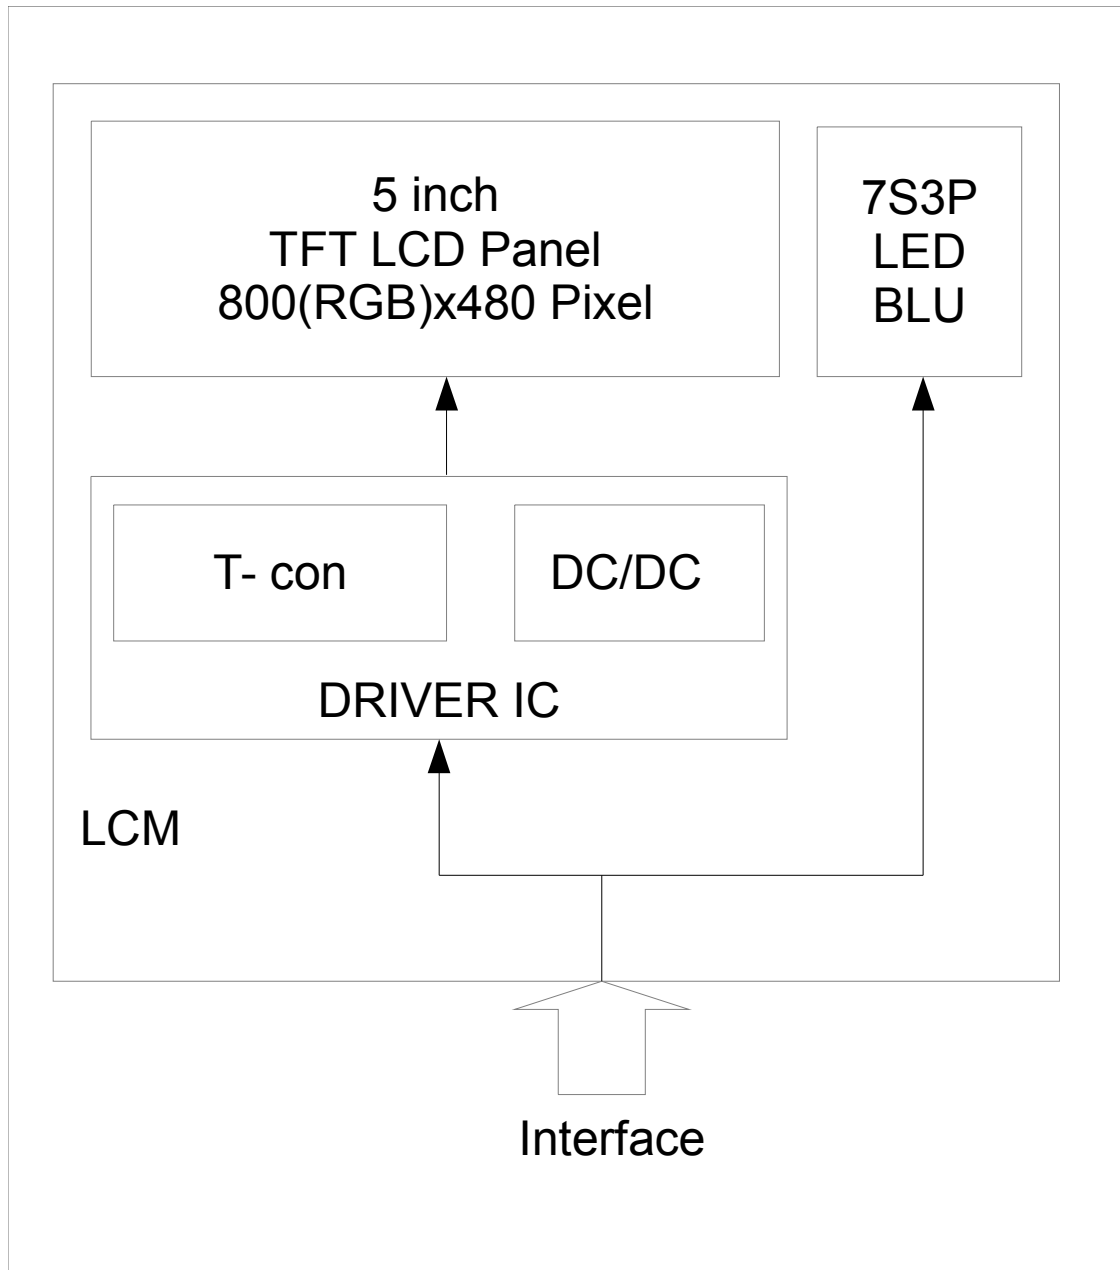 5 inch
TFT LCD Panel
800(RGB)x480 Pixel
7S3P
LED
BLU
T- con
DC/DC
DRIVER IC
LCM
Interface